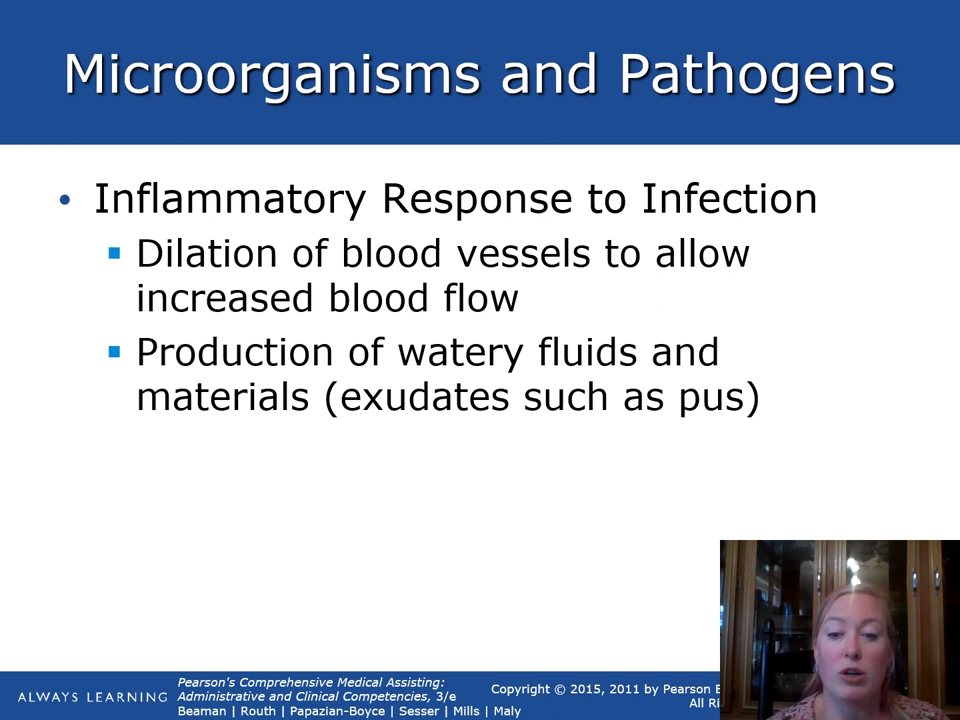 Microorganisms and Pathogens
• Inflammatory Response to Infection
▪ Dilation of blood vessels to allow
increased blood flow
▪ Production of watery fluids and
materials (exudates such as pus)
ALWAYS LEARNING
Pearson's Comprehensive Medical Assisting:
Administrative and Clinical Competencies, 3/e
Beaman | Routh | Papazian-Boyce | Sesser | Mills | Maly
Copyright © 2015, 2011 by Pearson
All